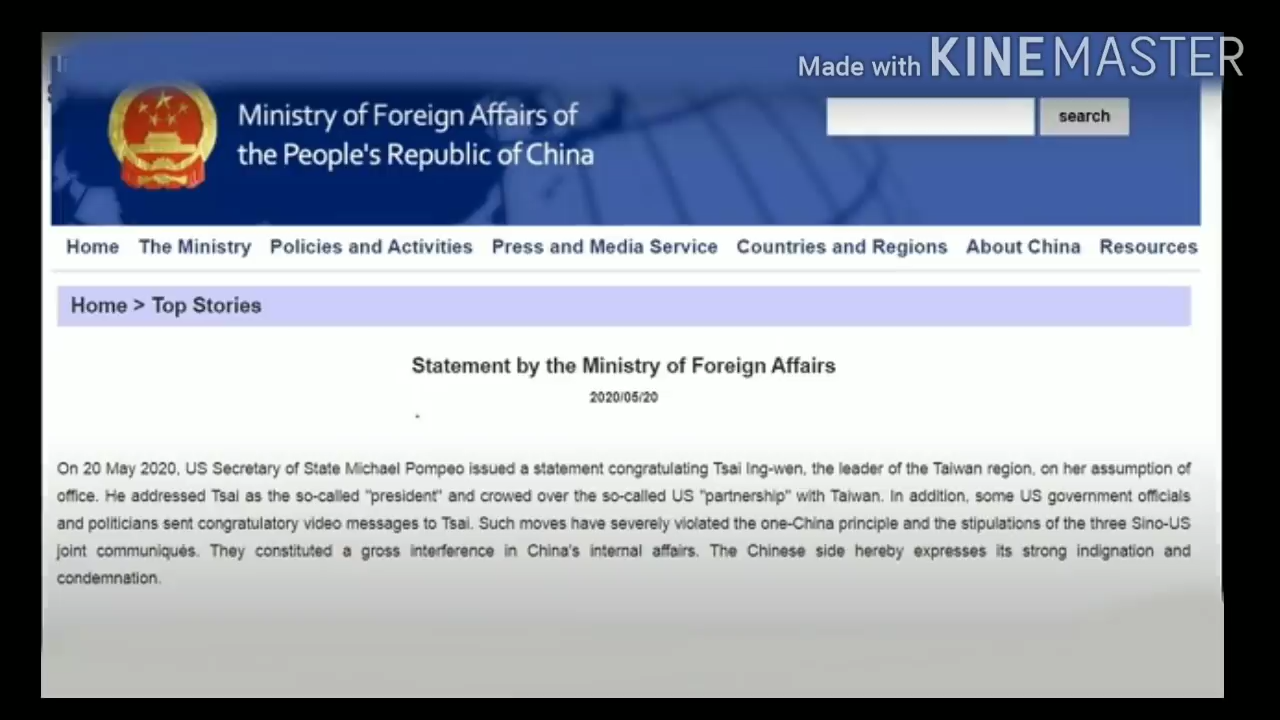 Made with KINEMASTER
Ministry of Foreign Affairs of
the People's Republic of China
search
Home The Ministry Policies and Activities Press and Media Service Countries and Regions About China Resources
Home > Top Stories
Statement by the Ministry of Foreign Affairs
2020/05/20
On 20 May 2020, US Secretary of State Michael Pompeo issued a statement congratulating Tsai Ing-wen, the leader of the Taiwan region, on her assumption of
office. He addressed Tsai as the so-called "president" and crowed over the so-called US "partnership" with Taiwan. In addition, some US government officials
and politicians sent congratulatory video messages to Tsai. Such moves have severely violated the one-China principle and the stipulations of the three Sino-US
joint communiqués. They constituted a gross interference in China's internal affairs. The Chinese side hereby expresses its strong indignation and
condemnation.